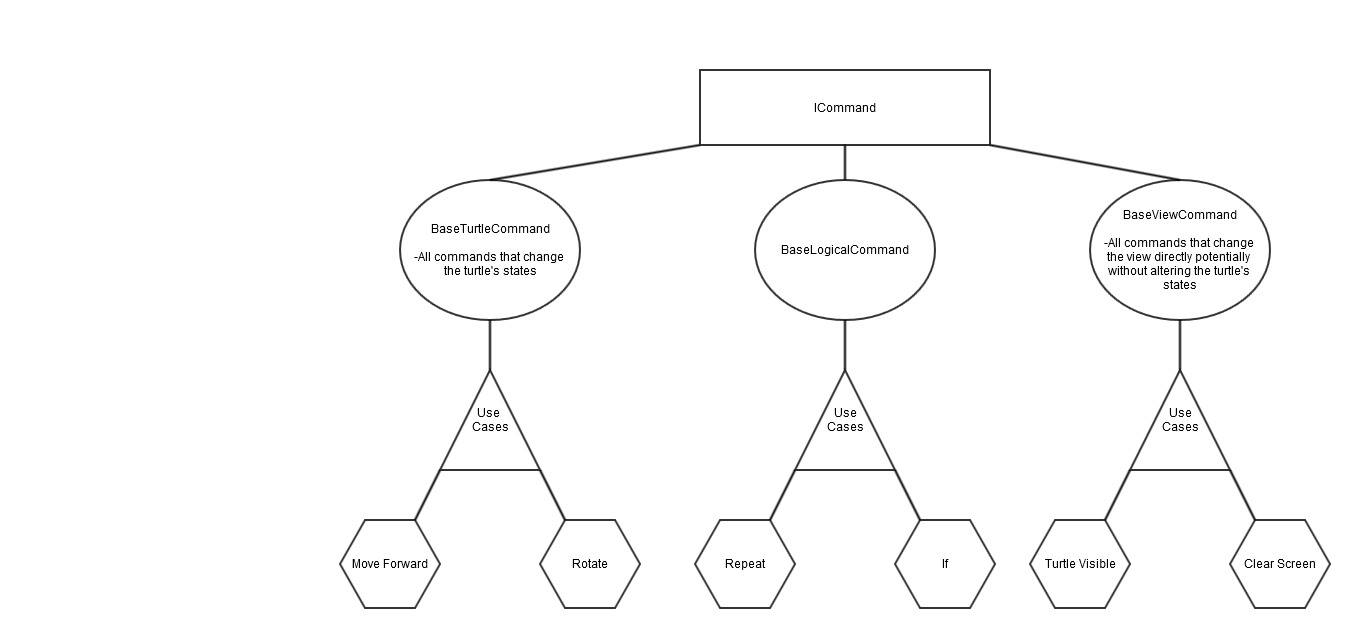 ICommand
BaseTurtleCommand
-All commands that change
the turtle's states
BaseLogicalCommand
BaseViewCommand
-All commands that change
the view directly potentially
without altering the turtle's
states
Use
Cases
Use
Cases
Use
Cases
Move Forward
Rotate
Repeat
If
Turtle Visible
Clear Screen